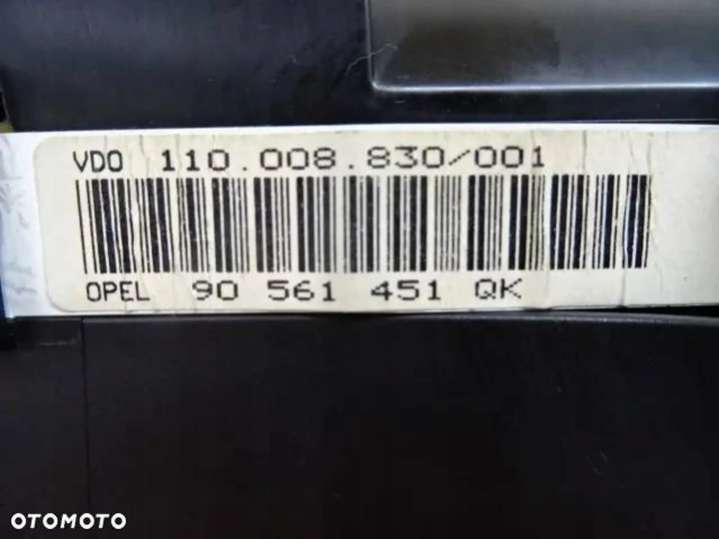 VDO 110.008.830/001
OPEL 90 561 451 QK
OTOMOTO